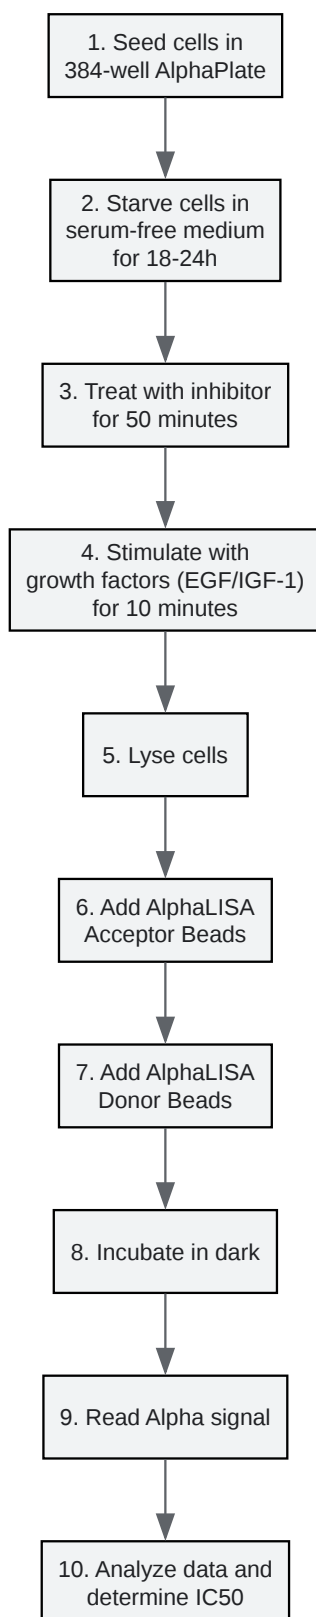 1. Seed cells in
384-well AlphaPlate
2. Starve cells in
serum-free medium
for 18-24h
3. Treat with inhibitor
for 50 minutes
4. Stimulate with
growth factors (EGF/IGF-1)
for 10 minutes
5. Lyse cells
6. Add AlphaLISA
Acceptor Beads
7. Add AlphaLISA
Donor Beads
8. Incubate in dark
9. Read Alpha signal
10. Analyze data and
determine IC50